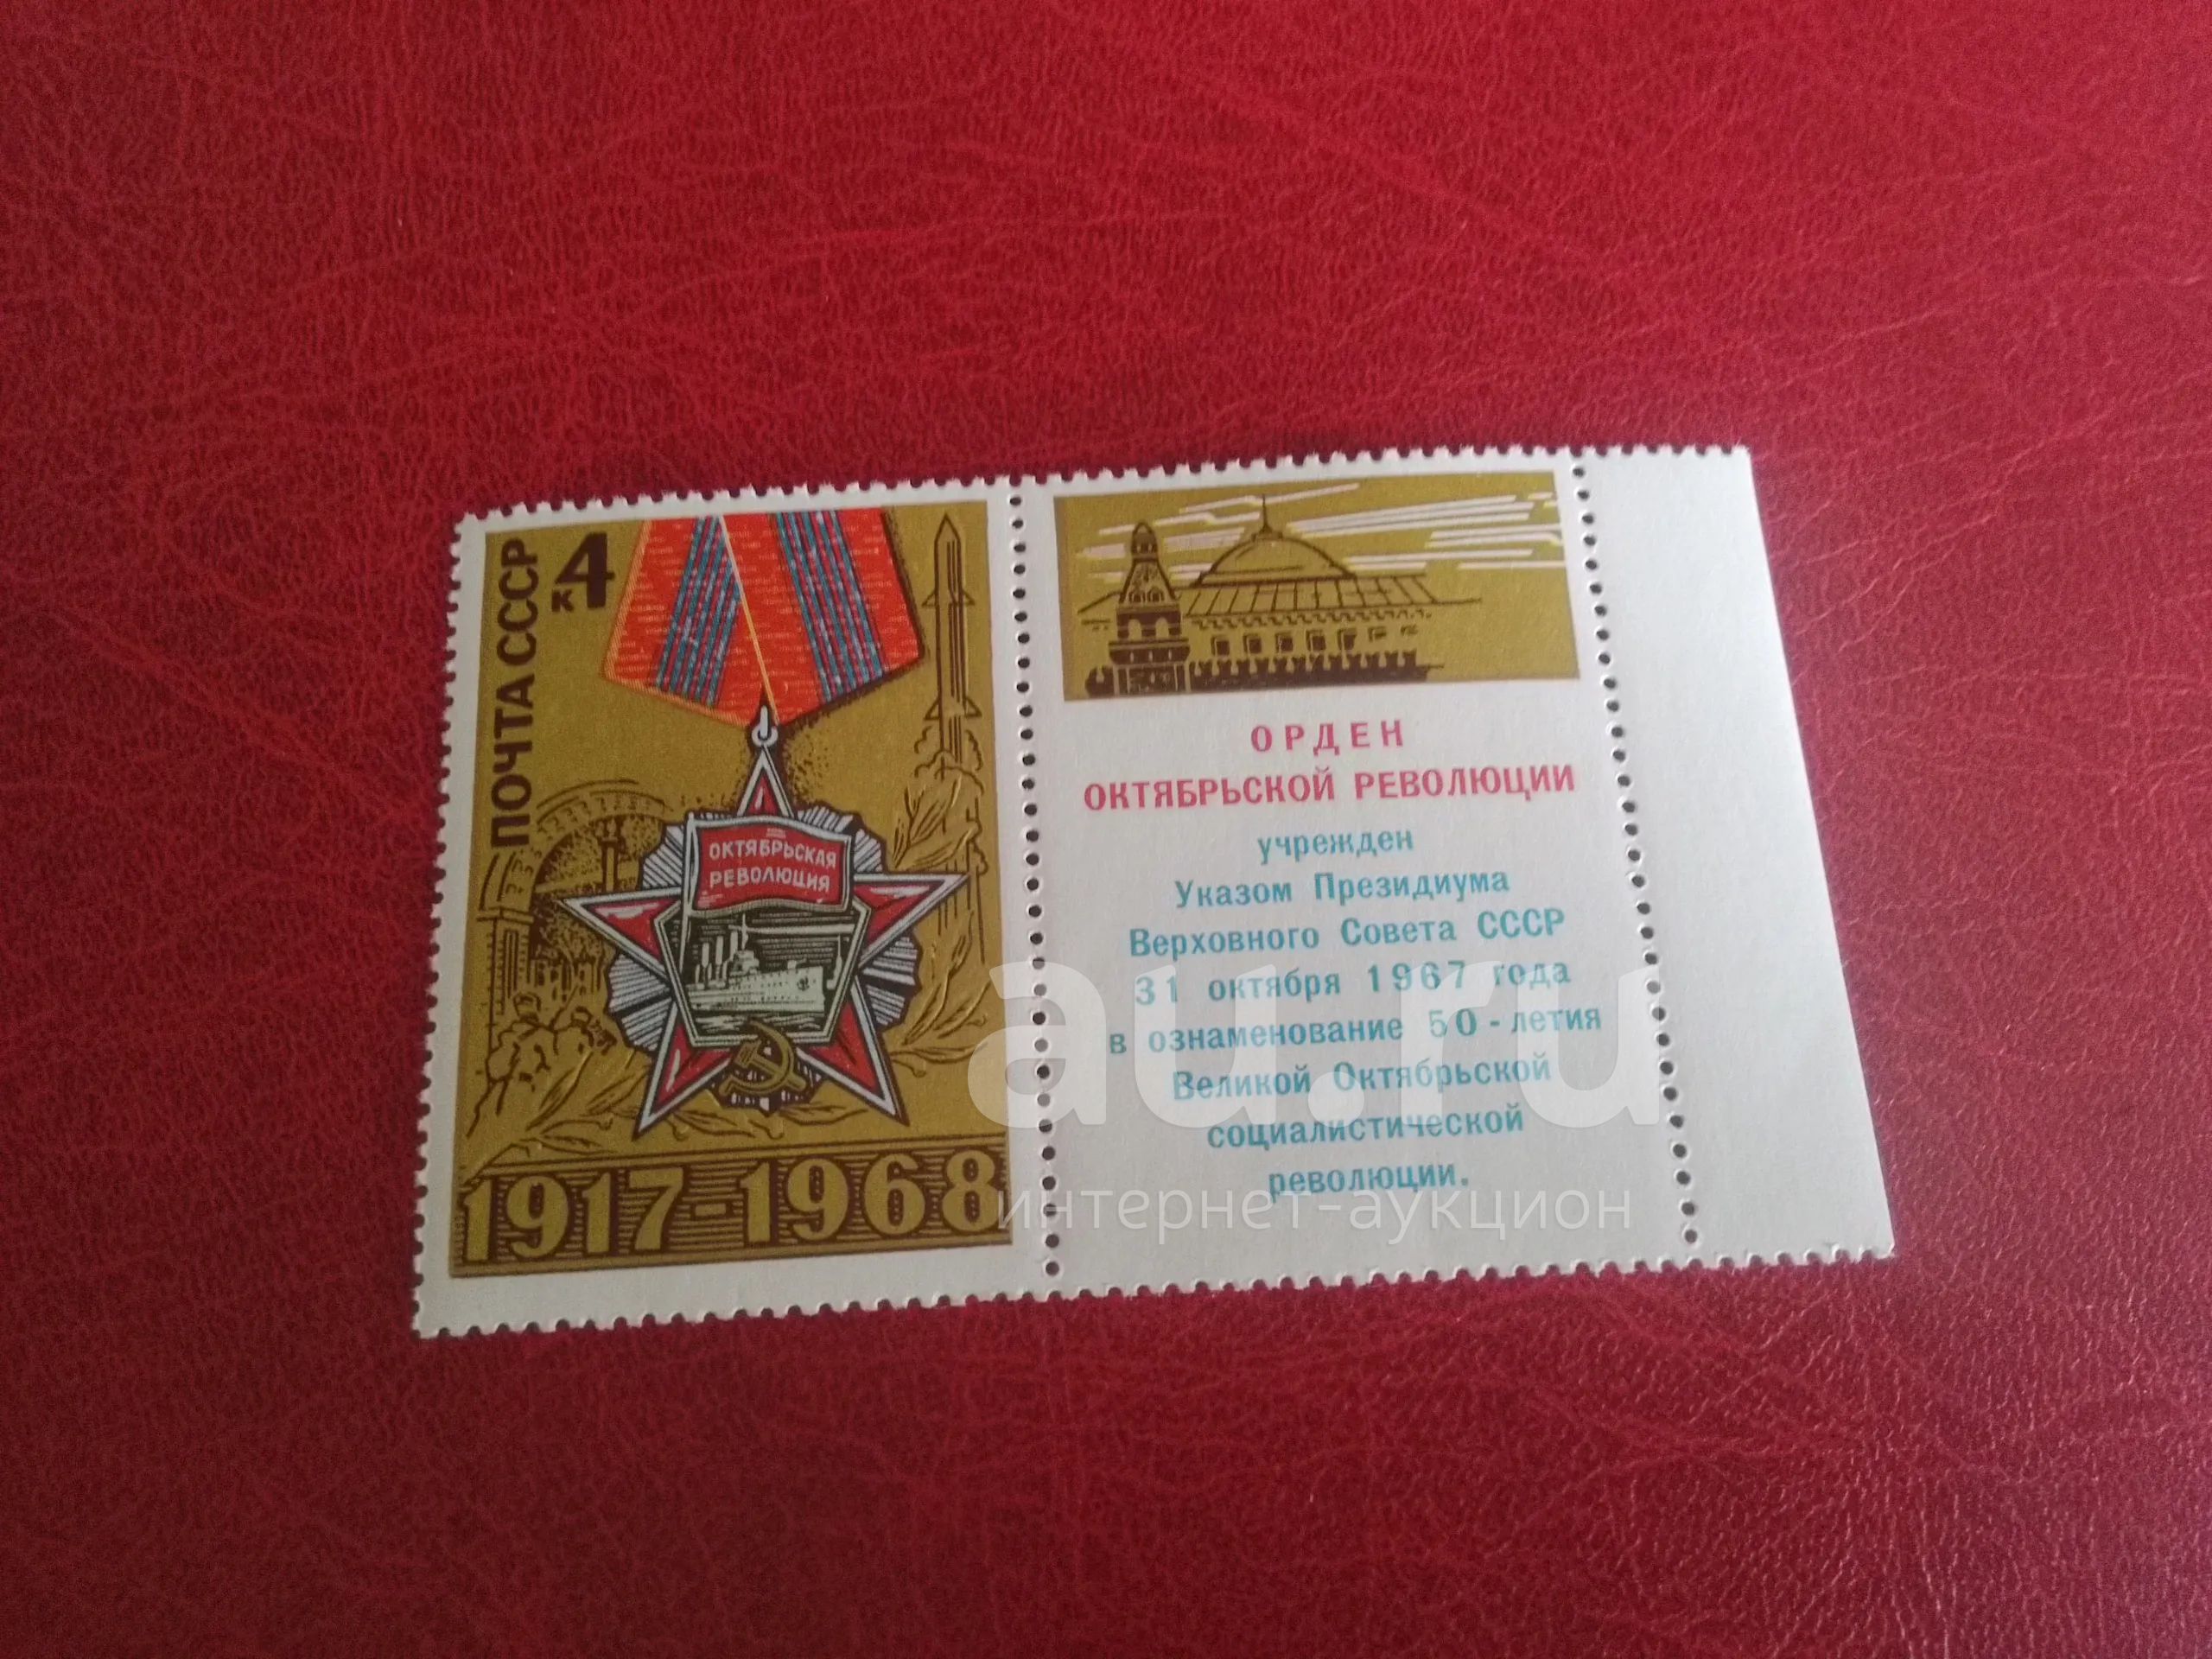 ПОЧТА СССР
к4
ОКТЯБРЬСКАЯ
РЕВОЛЮЦИЯ
1917-1968
ОРДЕН
ОКТЯБРЬСКОЙ РЕВОЛЮЦИИ
учрежден
Указом Президиума
Верховного Совета СССР
31 октября 1967 года
в ознаменование 50-летия
Великой Октябрьской
социалистической
революции.
au.ru
интернет-аукцион